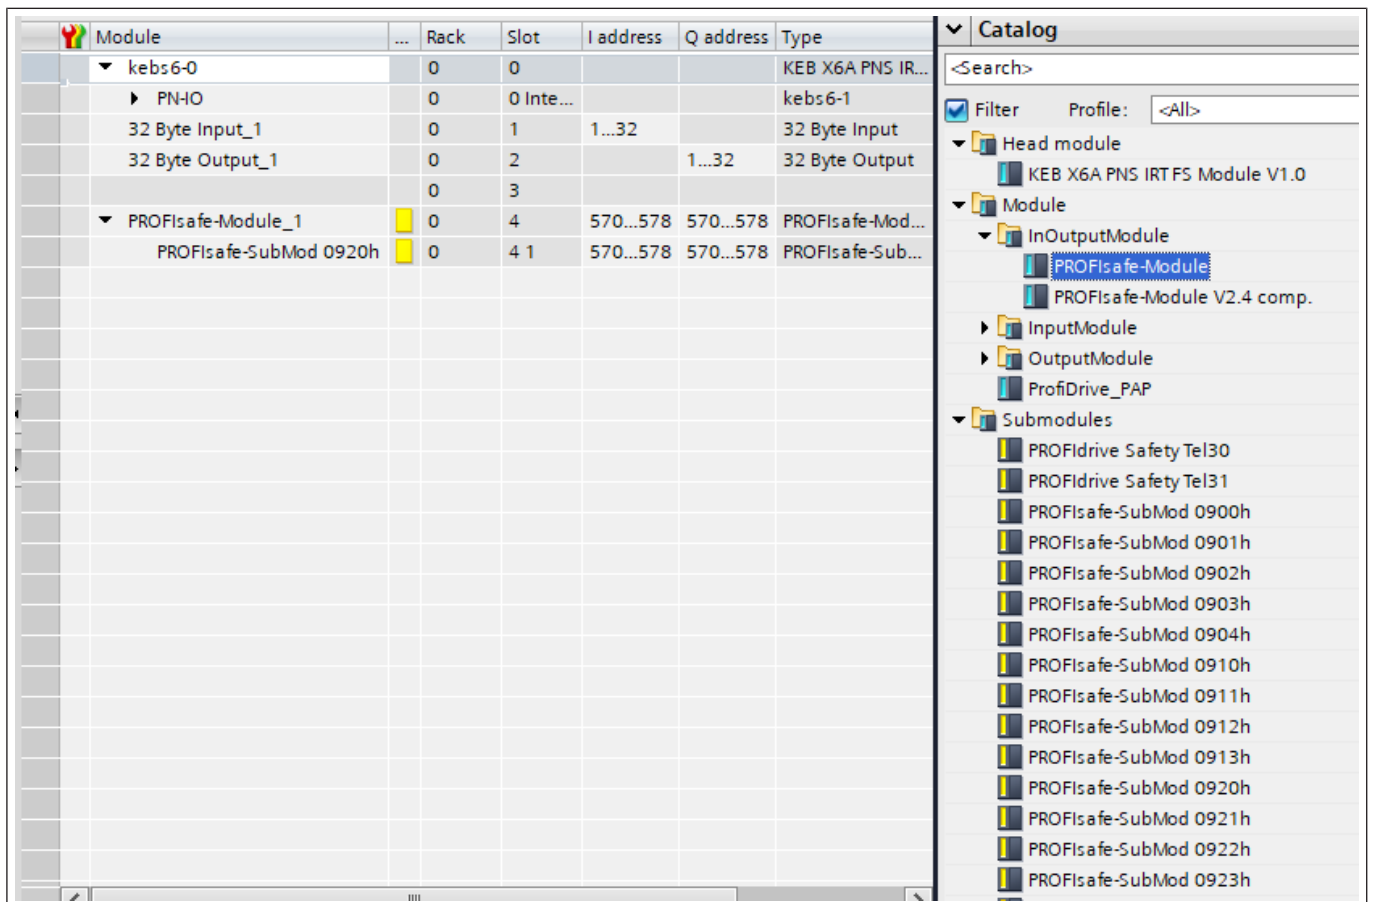 Module ... Rack Slot I address Q address Type
kebs6-0 0 0 KEB X6A PNS IR...
PN-IO 0 0 Inte... kebs6-1
32 Byte Input_1 0 1 1...32 32 Byte Input
32 Byte Output_1 0 2 1...32 32 Byte Output
0 3
PROFIsafe-Module_1 0 4 570...578 570...578 PROFIsafe-Mod...
PROFIsafe-SubMod 0920h 0 4 1 570...578 570...578 PROFIsafe-Sub...
Catalog
<Search>
Filter Profile: <All>
Head module
KEB X6A PNS IRT FS Module V1.0
Module
InOutputModule
PROFIsafe-Module
PROFIsafe-Module V2.4 comp.
InputModule
OutputModule
ProfiDrive_PAP
Submodules
PROFIdrive Safety Tel30
PROFIdrive Safety Tel31
PROFIsafe-SubMod 0900h
PROFIsafe-SubMod 0901h
PROFIsafe-SubMod 0902h
PROFIsafe-SubMod 0903h
PROFIsafe-SubMod 0904h
PROFIsafe-SubMod 0910h
PROFIsafe-SubMod 0911h
PROFIsafe-SubMod 0912h
PROFIsafe-SubMod 0913h
PROFIsafe-SubMod 0920h
PROFIsafe-SubMod 0921h
PROFIsafe-SubMod 0922h
PROFIsafe-SubMod 0923h